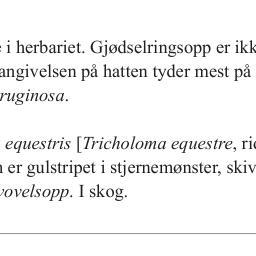 i herbariet. Gjødselringsopp er ikk
angivelsen på hatten tyder mest på
ruginosa.
equestris [Tricholoma equestre, ri
er gulstripet i stjernemønster, skiv
vovelsopp. I skog.